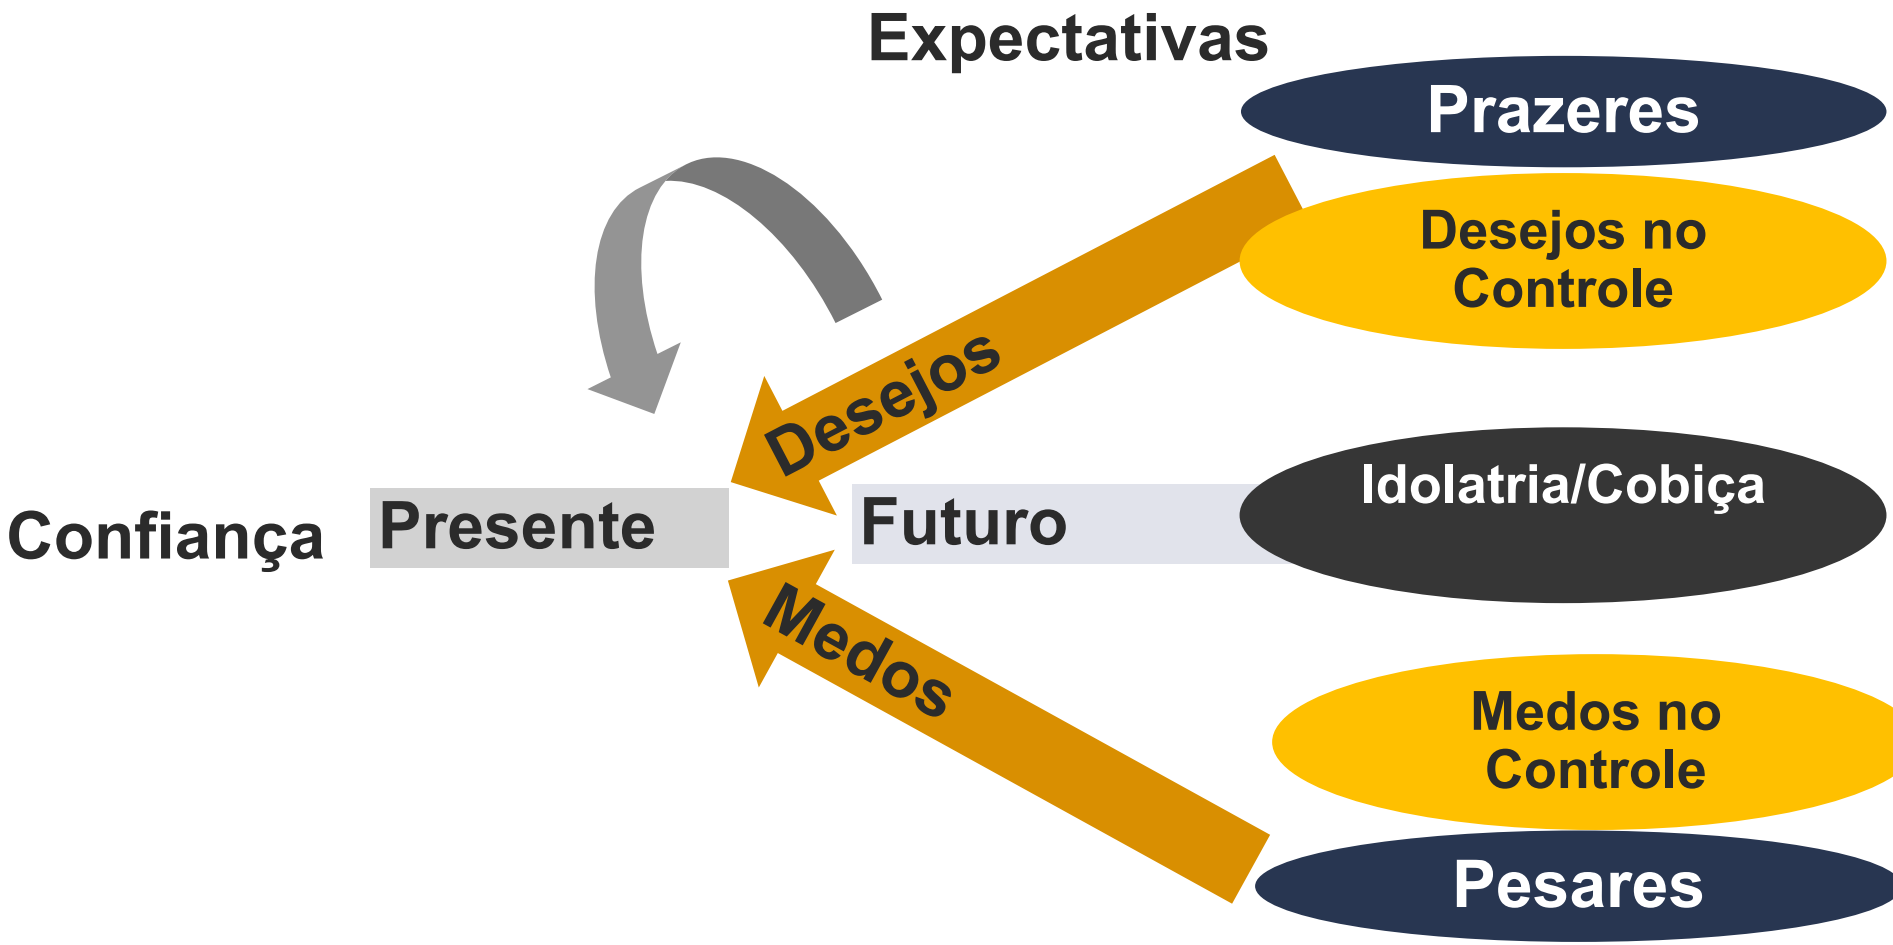 Expectativas
Prazeres
Desejos no
Controle
Desejos
Idolatria/Cobiça
Confiança
Presente
Futuro
Medos
Medos no
Controle
Pesares